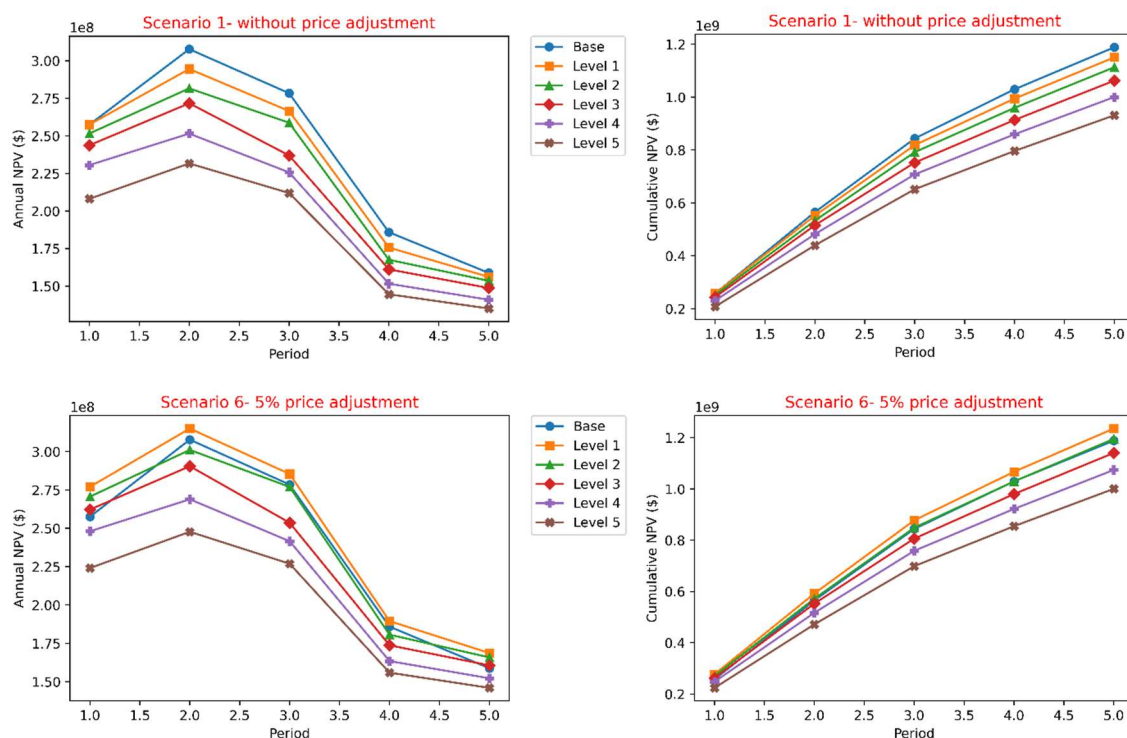 Scenario 1- without price adjustment
1e8
3.00
2.75
2.50
2.25
2.00
1.75
1.50
Annual NPV ($)
1.0 1.5 2.0 2.5 3.0 3.5 4.0 4.5 5.0
Period
Base
Level 1
Level 2
Level 3
Level 4
Level 5
Scenario 1- without price adjustment
1e9
1.2
1.0
0.8
0.6
0.4
0.2
Cumulative NPV ($)
1.0 1.5 2.0 2.5 3.0 3.5 4.0 4.5 5.0
Period
Scenario 6- 5% price adjustment
1e8
3.00
2.75
2.50
2.25
2.00
1.75
1.50
Annual NPV ($)
1.0 1.5 2.0 2.5 3.0 3.5 4.0 4.5 5.0
Period
Base
Level 1
Level 2
Level 3
Level 4
Level 5
Scenario 6- 5% price adjustment
1e9
1.2
1.0
0.8
0.6
0.4
0.2
Cumulative NPV ($)
1.0 1.5 2.0 2.5 3.0 3.5 4.0 4.5 5.0
Period